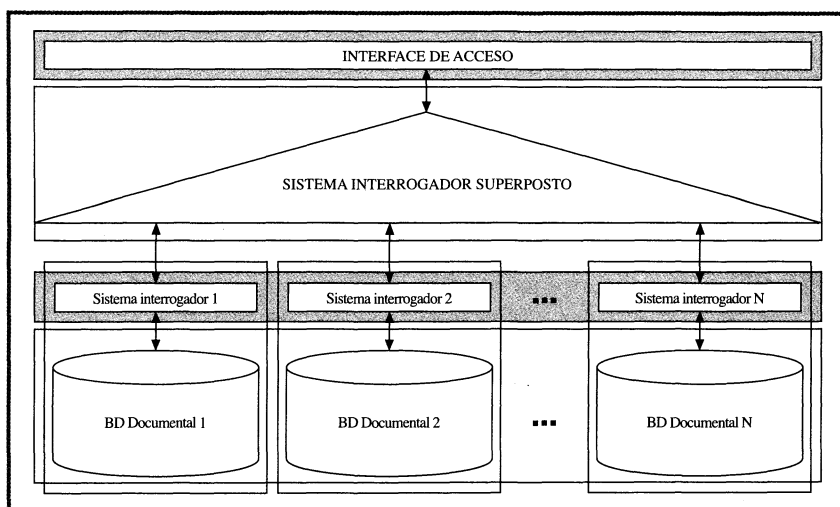 INTERFACE DE ACCESO
SISTEMA INTERROGADOR SUPERPOSTO
Sistema interrogador 1
Sistema interrogador 2
...
Sistema interrogador N
BD Documental 1
BD Documental 2
...
BD Documental N